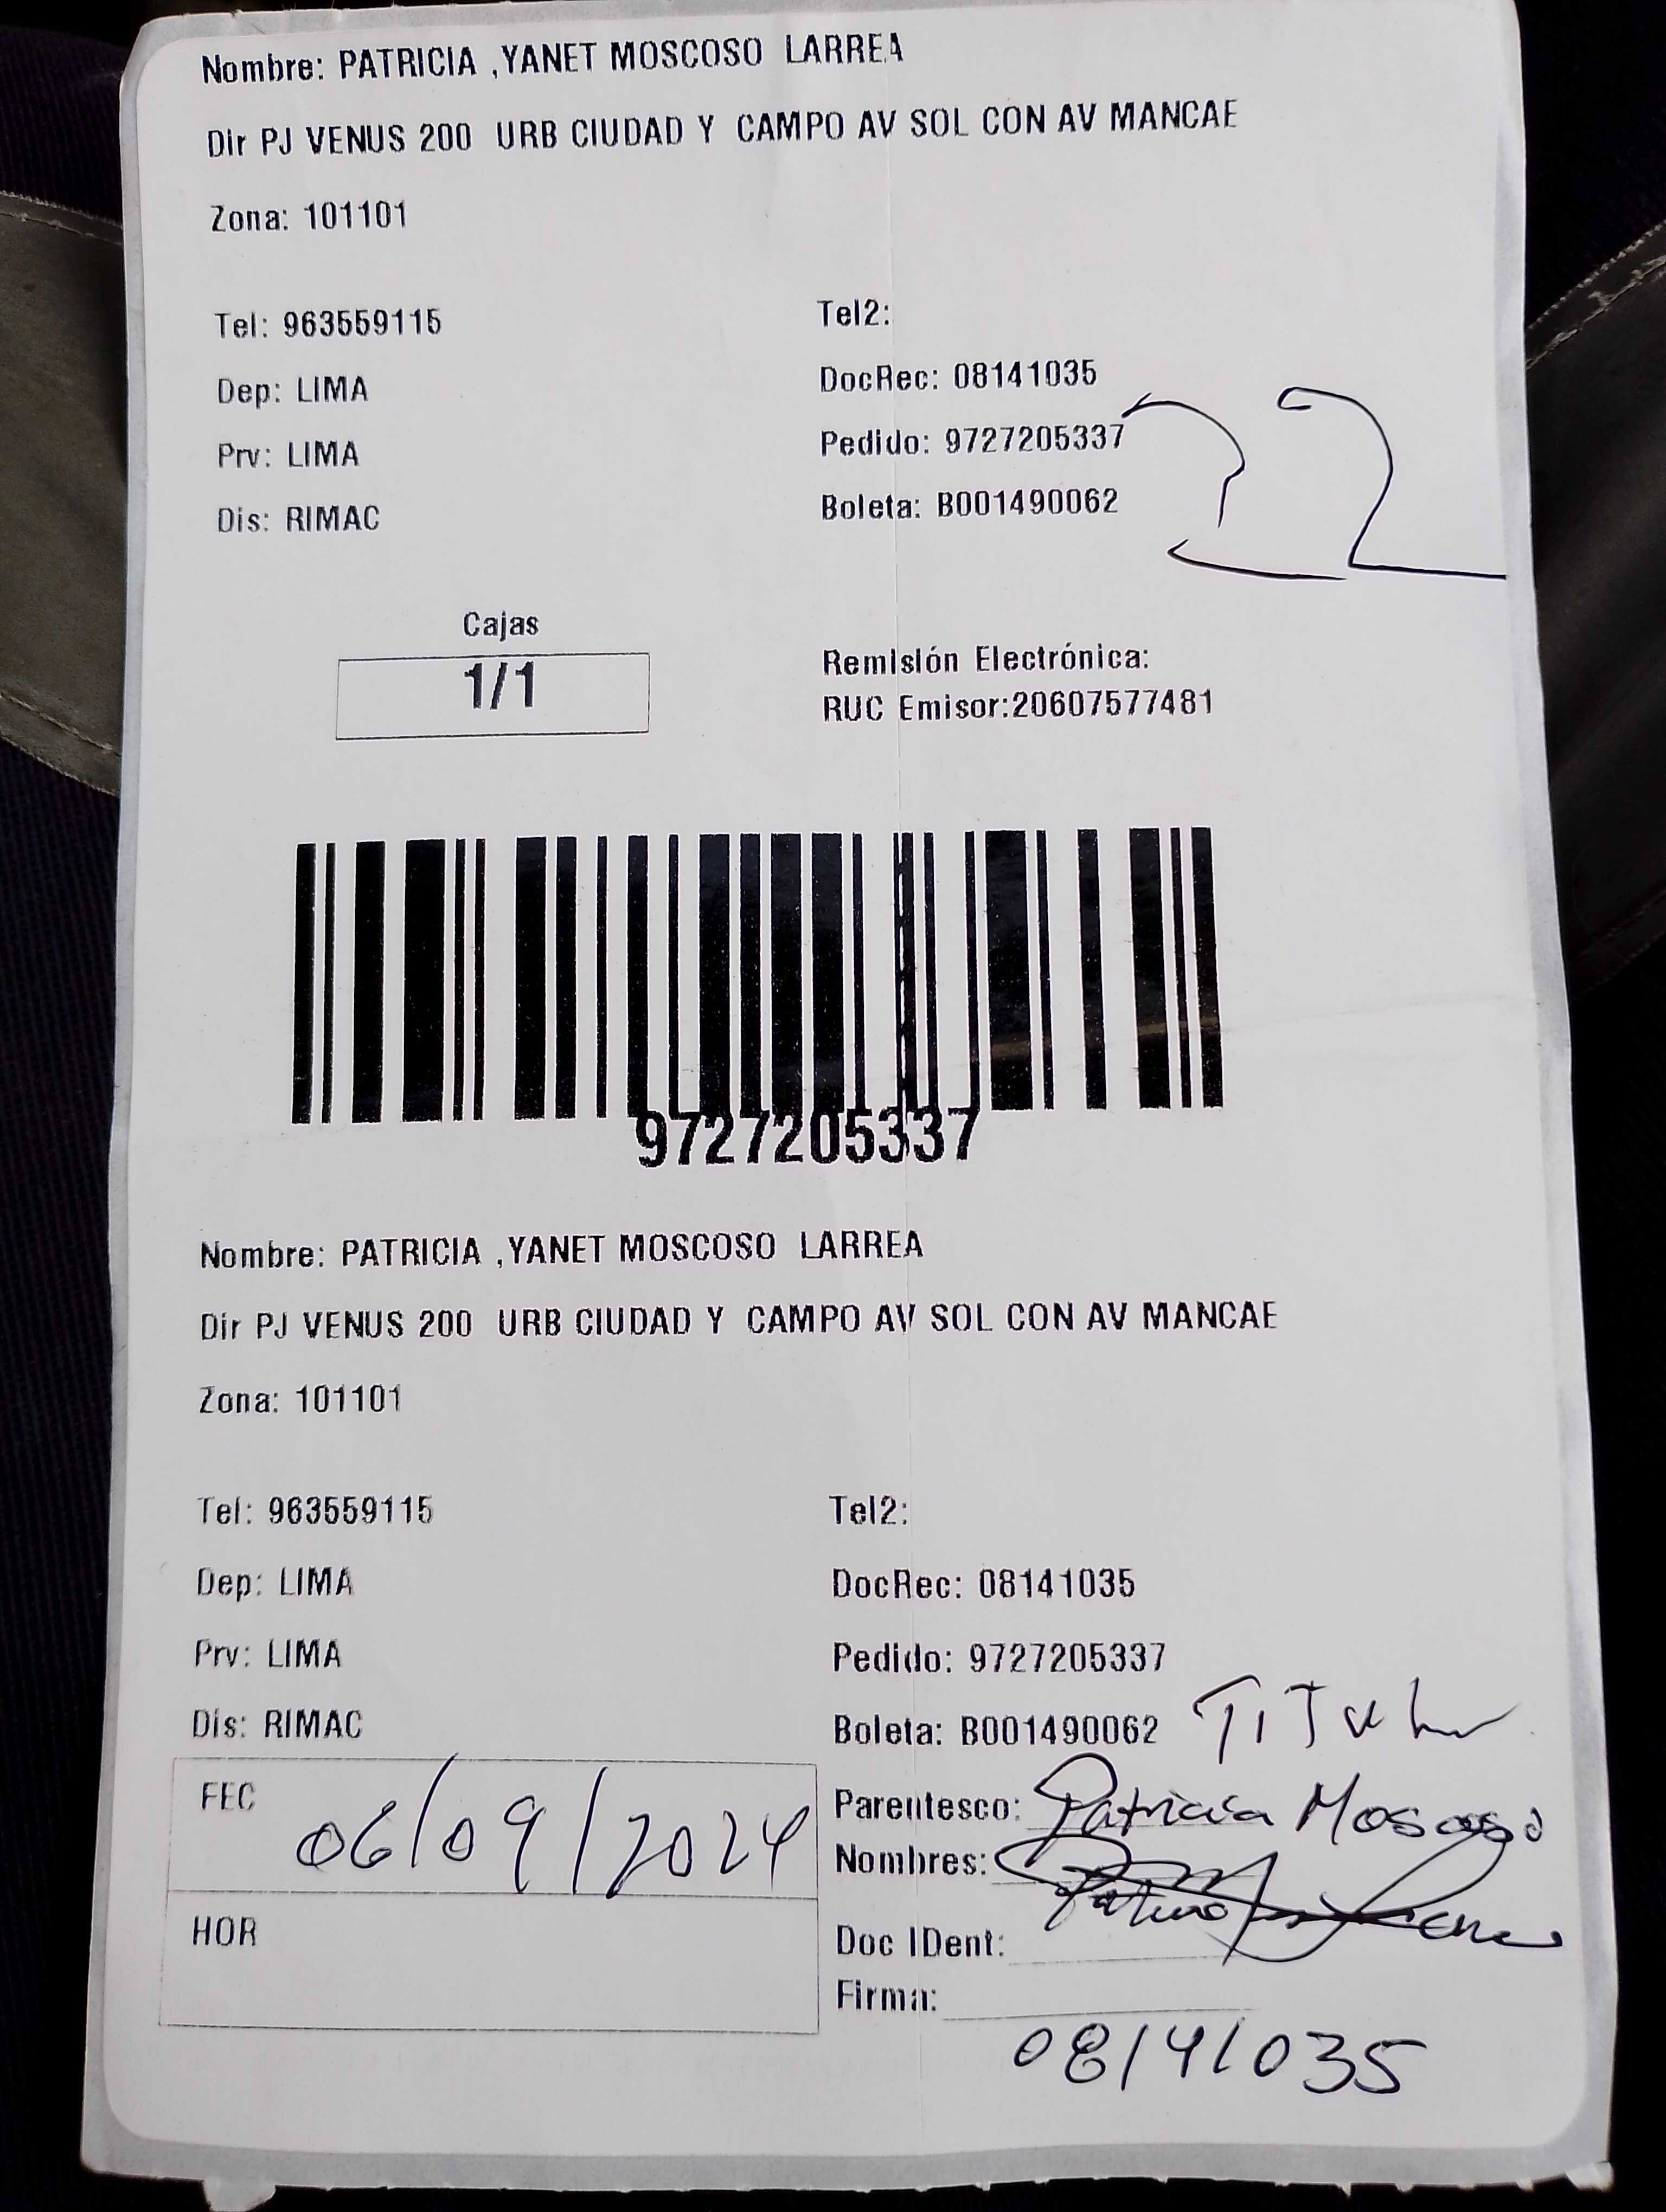 Nombre: PATRICIA ,YANET MOSCOSO LARREA
Dir PJ VENUS 200 URB CIUDAD Y CAMPO AV SOL CON AV MANCAE
Zona: 101101
Tel: 963559115
Tel2:
Dep: LIMA
DocRec: 08141035
Prv: LIMA
Pedido: 9727205337
Dis: RIMAC
Boleta: B001490062
22
Cajas
1/1
Remisión Electrónica:
RUC Emisor:20607577481
9727205337
Nombre: PATRICIA ,YANET MOSCOSO LARREA
Dir PJ VENUS 200 URB CIUDAD Y CAMPO AV SOL CON AV MANCAE
Zona: 101101
Tel: 963559115
Tel2:
Dep: LIMA
DocRec: 08141035
Prv: LIMA
Pedido: 9727205337
Dis: RIMAC
Boleta: B001490062
Titular
FEC 06/09/2024
Parentesco: Patricia Moscoso
Nombres:
HOR
Doc IDent:
Firma:
08141035